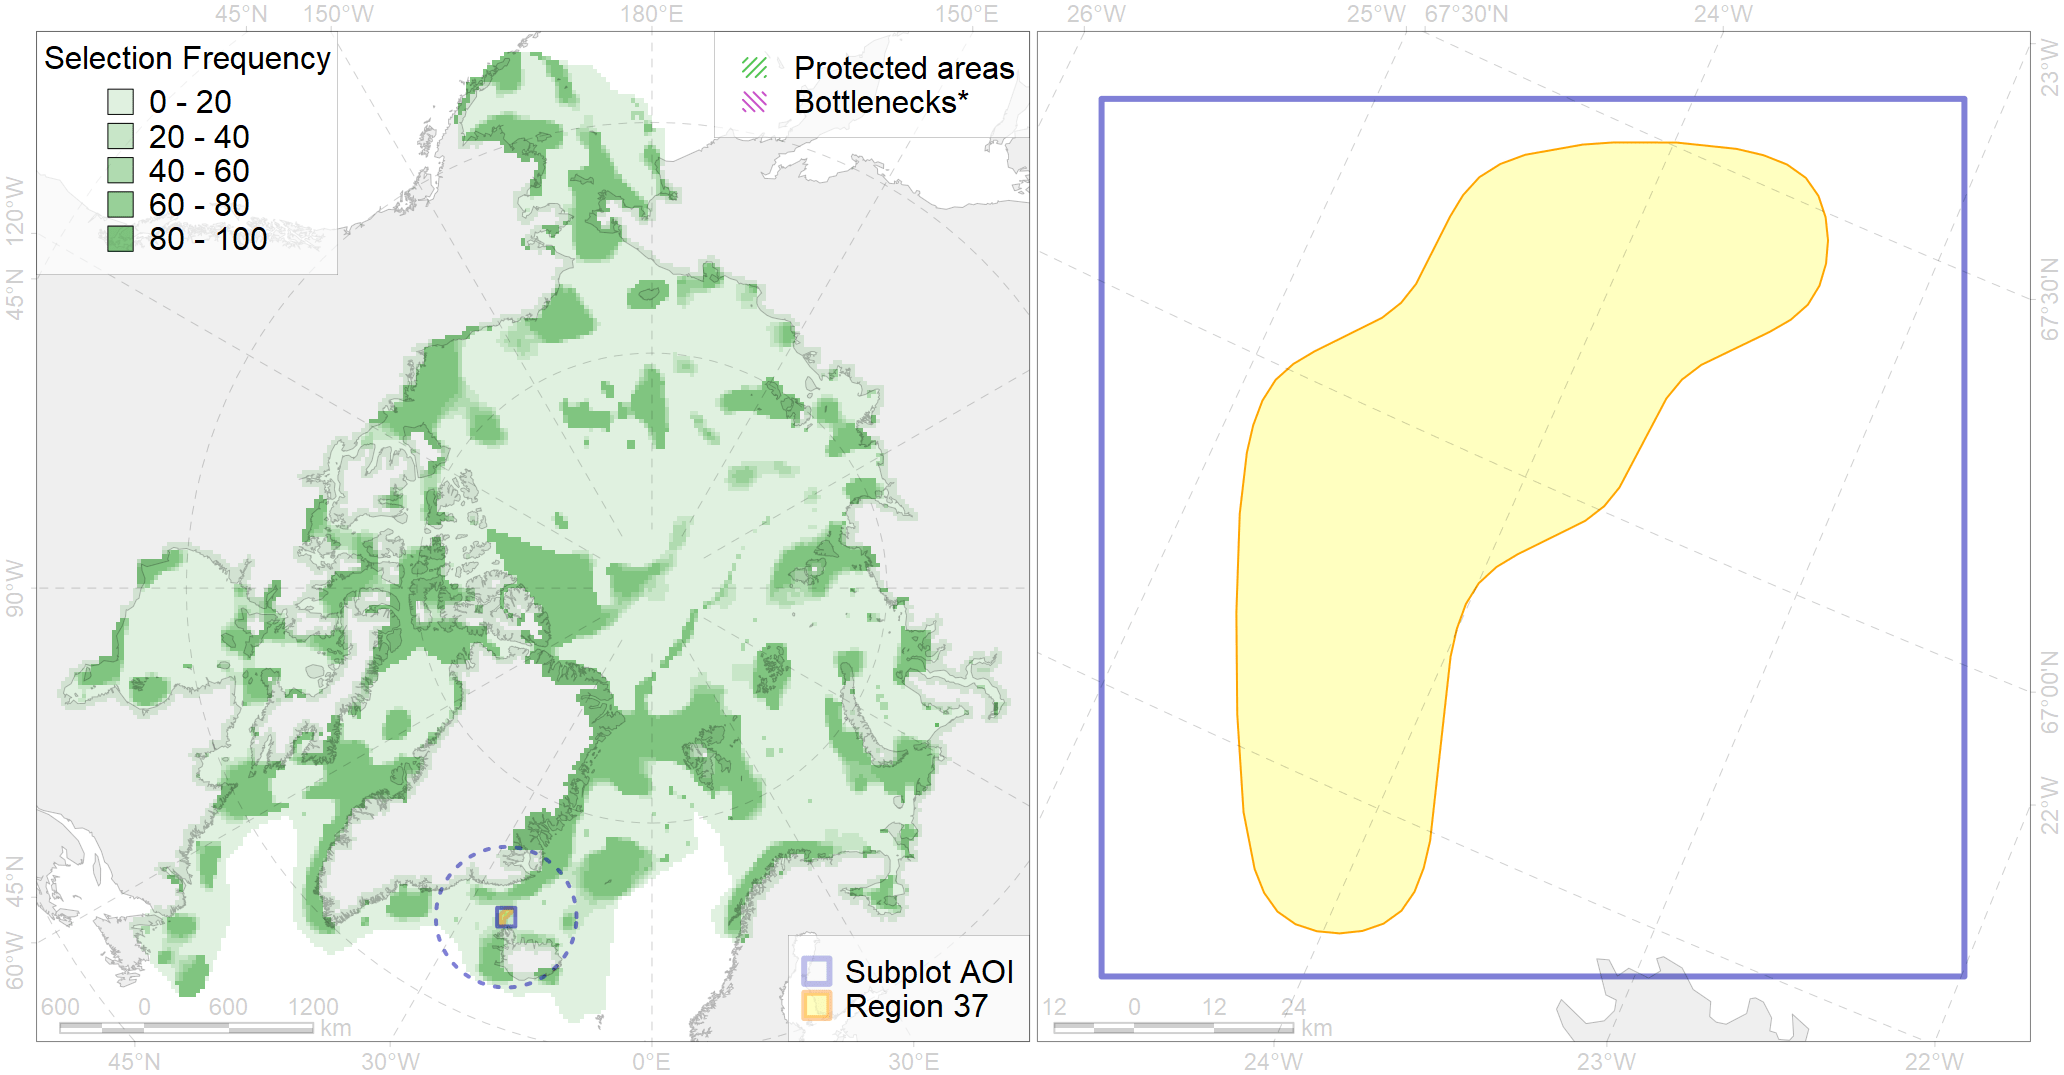 45°N 150°W 180°E 150°E 26°W 25°W 67°30'N 24°W
Selection Frequency
0 - 20
20 - 40
40 - 60
60 - 80
80 - 100
Protected areas
Bottlenecks*
120°W
45°N
90°W
45°N
60°W
23°W
67°30'N
67°00'N
22°W
Subplot AOI
Region 37
600 0 600 1200
km
12 0 12 24
km
45°N 30°W 0°E 30°E 24°W 23°W 22°W